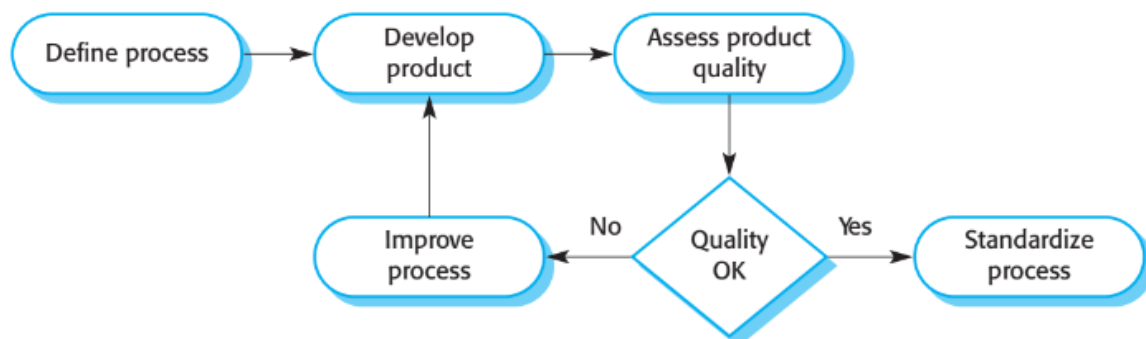 Define process
Develop
product
Assess product
quality
Improve
process
No
Quality
OK
Yes
Standardize
process